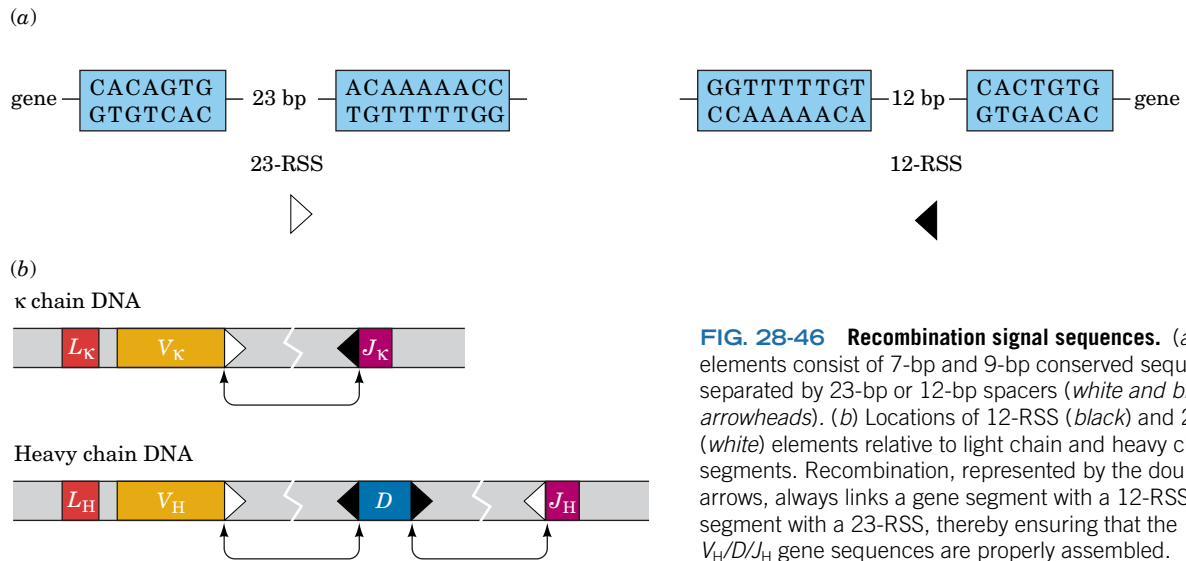 (a)
gene CACAGTG 23 bp ACAAAAACC
GTGTCAC TGTTTTTGG
23-RSS
GGTTTTTGT 12 bp CACTGTG gene
CCAAAAACA GTGACAC
12-RSS
(b)
κ chain DNA
Lκ Vκ Jκ
Heavy chain DNA
LH VH D JH
FIG. 28-46 Recombination signal sequences. (a
elements consist of 7-bp and 9-bp conserved sequ
separated by 23-bp or 12-bp spacers (white and b
arrowheads). (b) Locations of 12-RSS (black) and 2
(white) elements relative to light chain and heavy c
segments. Recombination, represented by the dou
arrows, always links a gene segment with a 12-RSS
segment with a 23-RSS, thereby ensuring that the
VH/D/JH gene sequences are properly assembled.